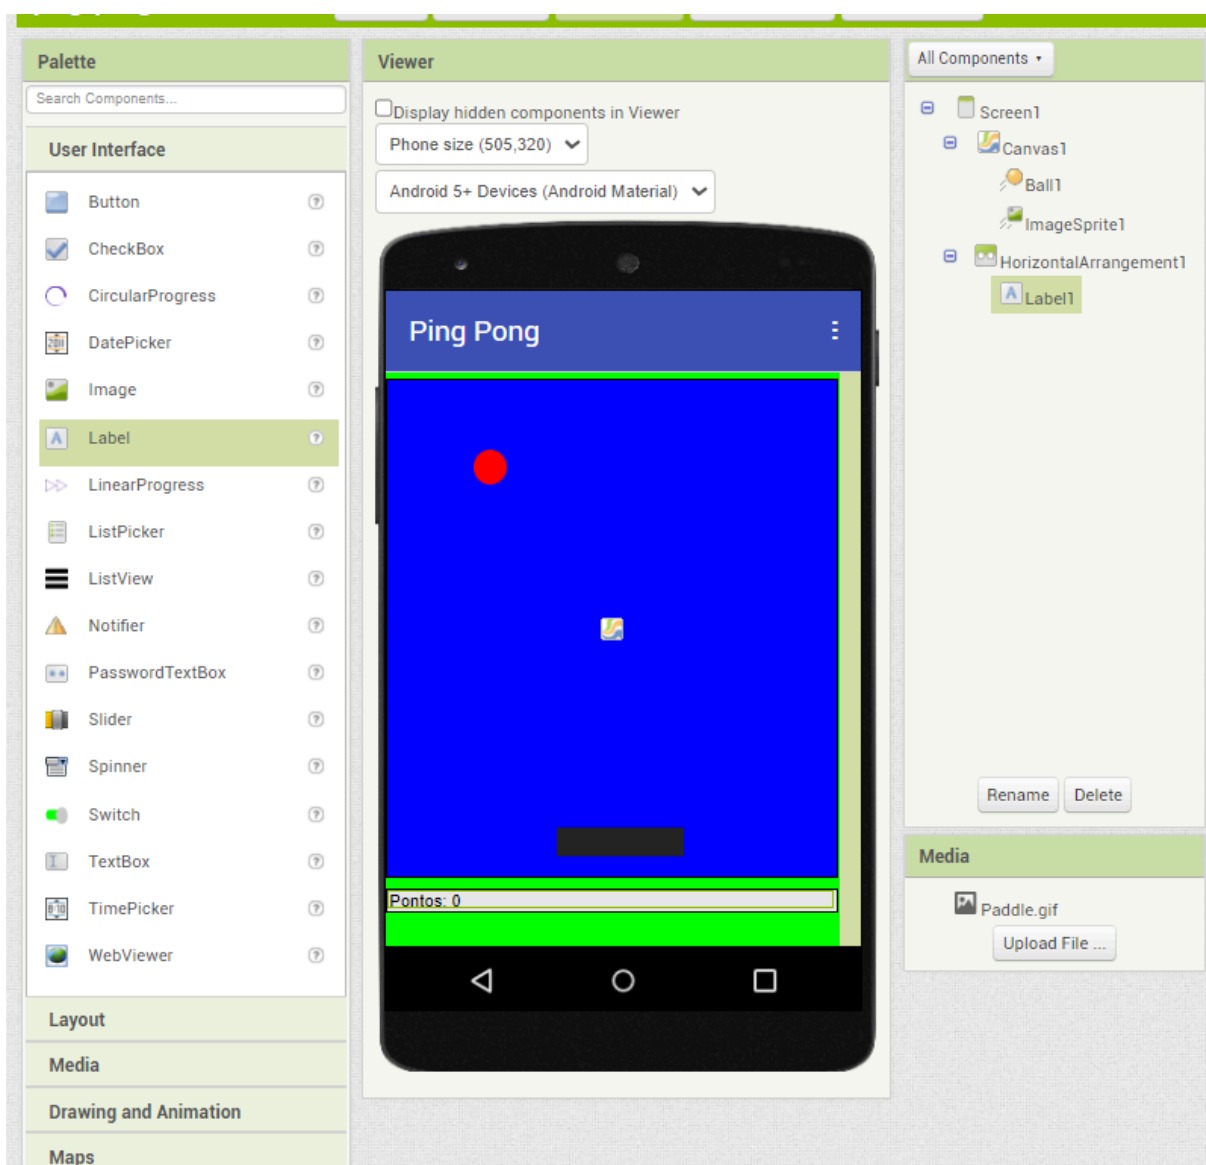 Palette
Search Components...
User Interface
Button
CheckBox
CircularProgress
DatePicker
Image
Label
LinearProgress
ListPicker
ListView
Notifier
PasswordTextBox
Slider
Spinner
Switch
TextBox
TimePicker
WebViewer
Layout
Media
Drawing and Animation
Maps
Viewer
Display hidden components in Viewer
Phone size (505,320)
Android 5+ Devices (Android Material)
Ping Pong
Pontos: 0
All Components
Screen1
Canvas1
Ball1
ImageSprite1
HorizontalArrangement1
Label1
Rename Delete
Media
Paddle.gif
Upload File ...